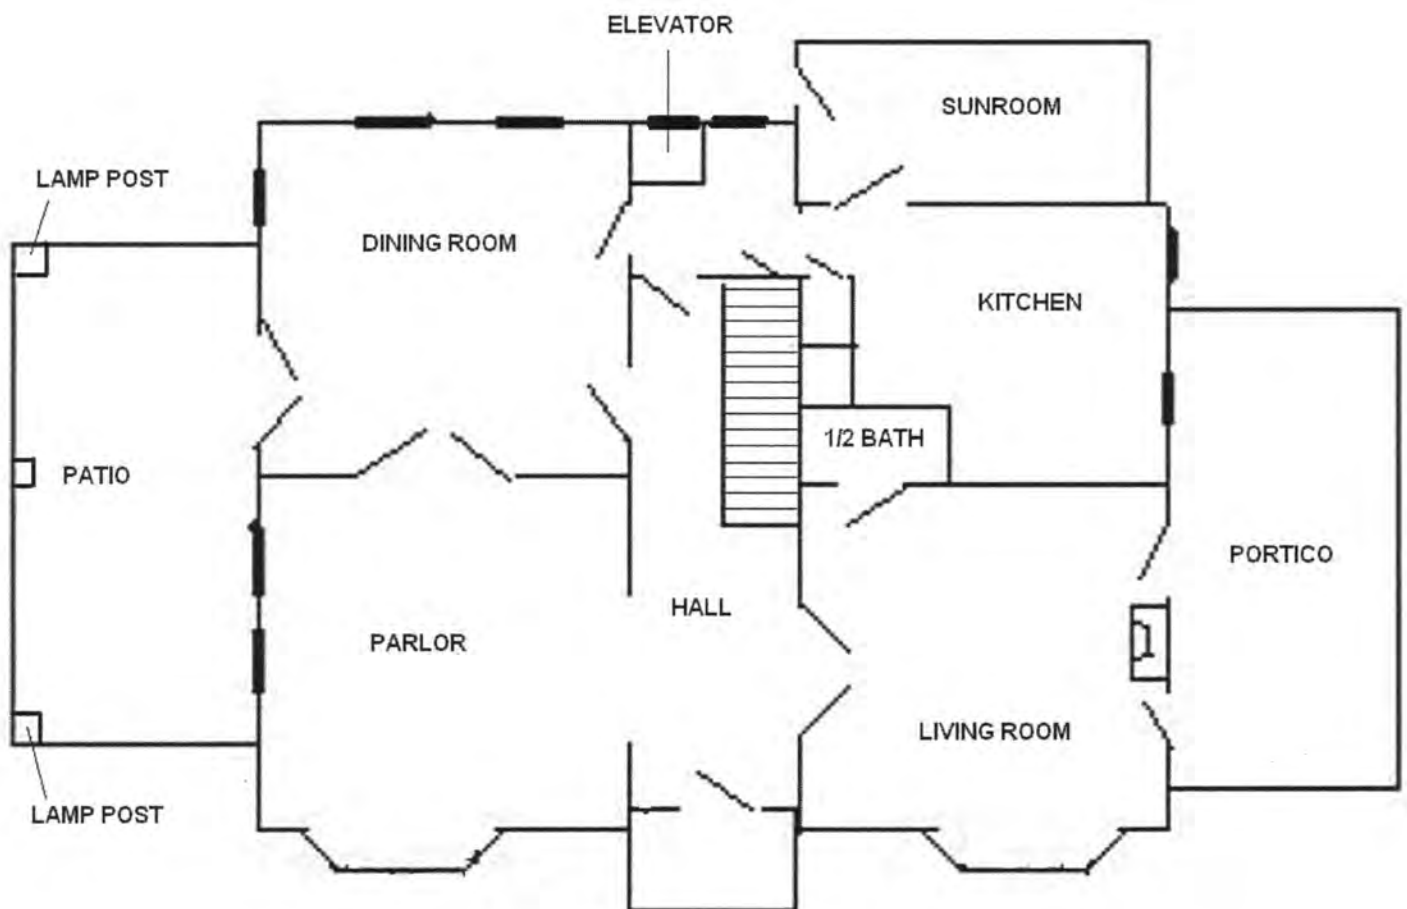 ELEVATOR
SUNROOM
LAMP POST
DINING ROOM
KITCHEN
1/2 BATH
PATIO
PORTICO
HALL
PARLOR
LIVING ROOM
LAMP POST